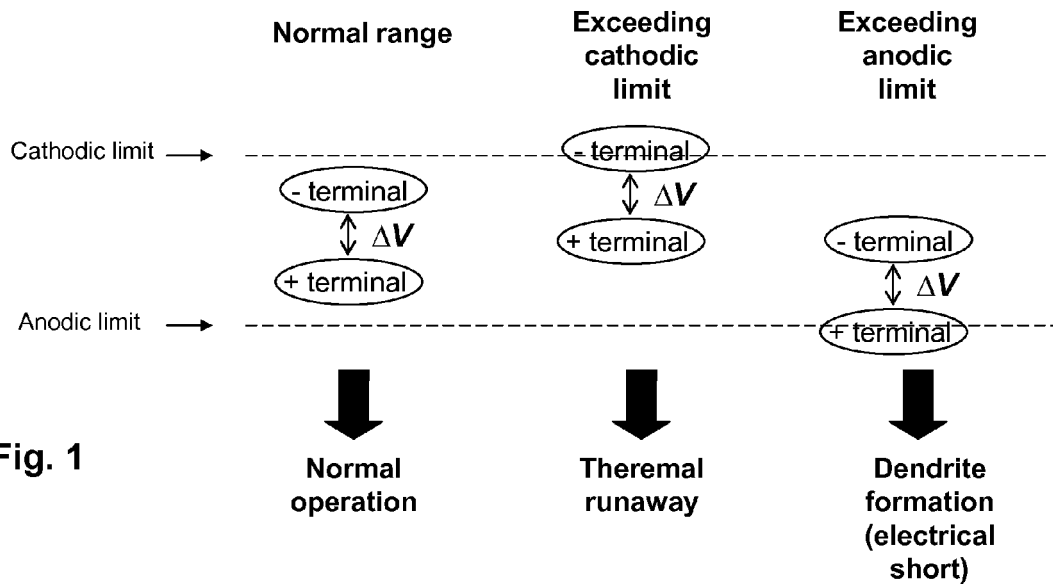 Normal range
Exceeding
cathodic
limit
Exceeding
anodic
limit
Cathodic limit
- terminal
ΔV
+ terminal
- terminal
ΔV
+ terminal
- terminal
ΔV
+ terminal
Anodic limit
Fig. 1
Normal
operation
Theremal
runaway
Dendrite
formation
(electrical
short)